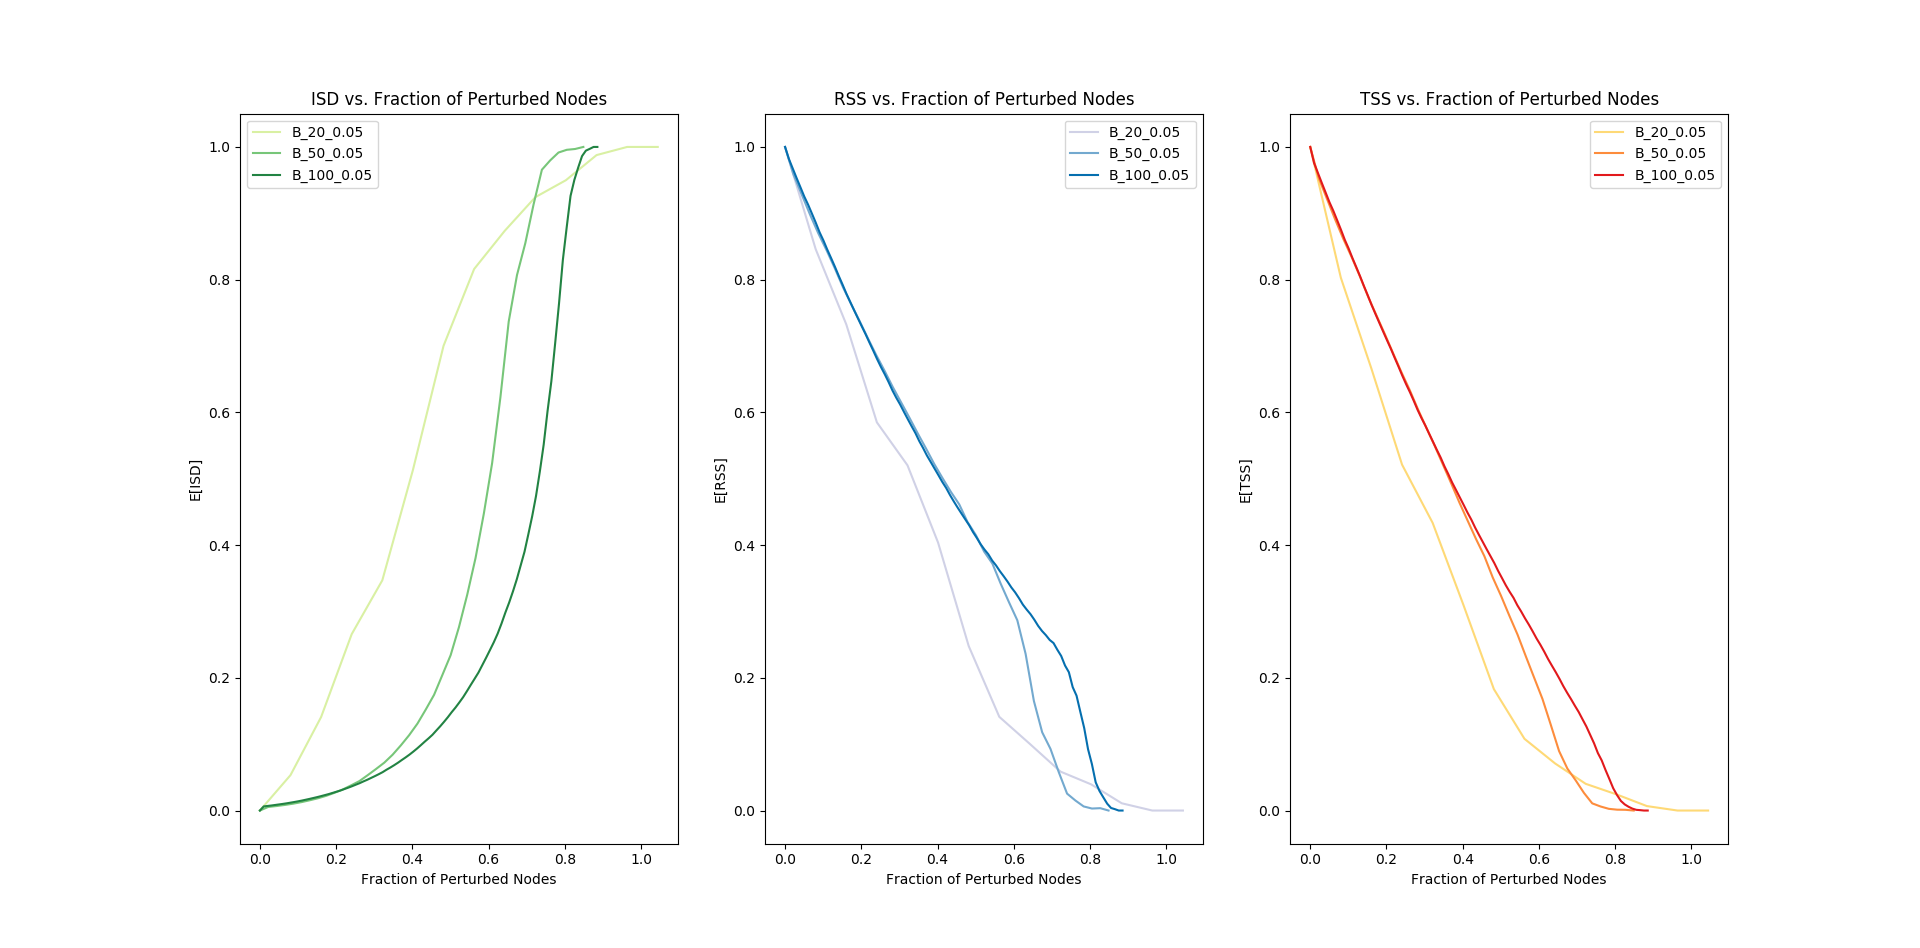 ISD vs. Fraction of Perturbed Nodes
B_20_0.05
B_50_0.05
B_100_0.05
1.0
0.8
0.6
0.4
0.2
0.0
E[ISD]
0.0 0.2 0.4 0.6 0.8 1.0
Fraction of Perturbed Nodes
RSS vs. Fraction of Perturbed Nodes
B_20_0.05
B_50_0.05
B_100_0.05
1.0
0.8
0.6
0.4
0.2
0.0
E[RSS]
0.0 0.2 0.4 0.6 0.8 1.0
Fraction of Perturbed Nodes
TSS vs. Fraction of Perturbed Nodes
B_20_0.05
B_50_0.05
B_100_0.05
1.0
0.8
0.6
0.4
0.2
0.0
E[TSS]
0.0 0.2 0.4 0.6 0.8 1.0
Fraction of Perturbed Nodes